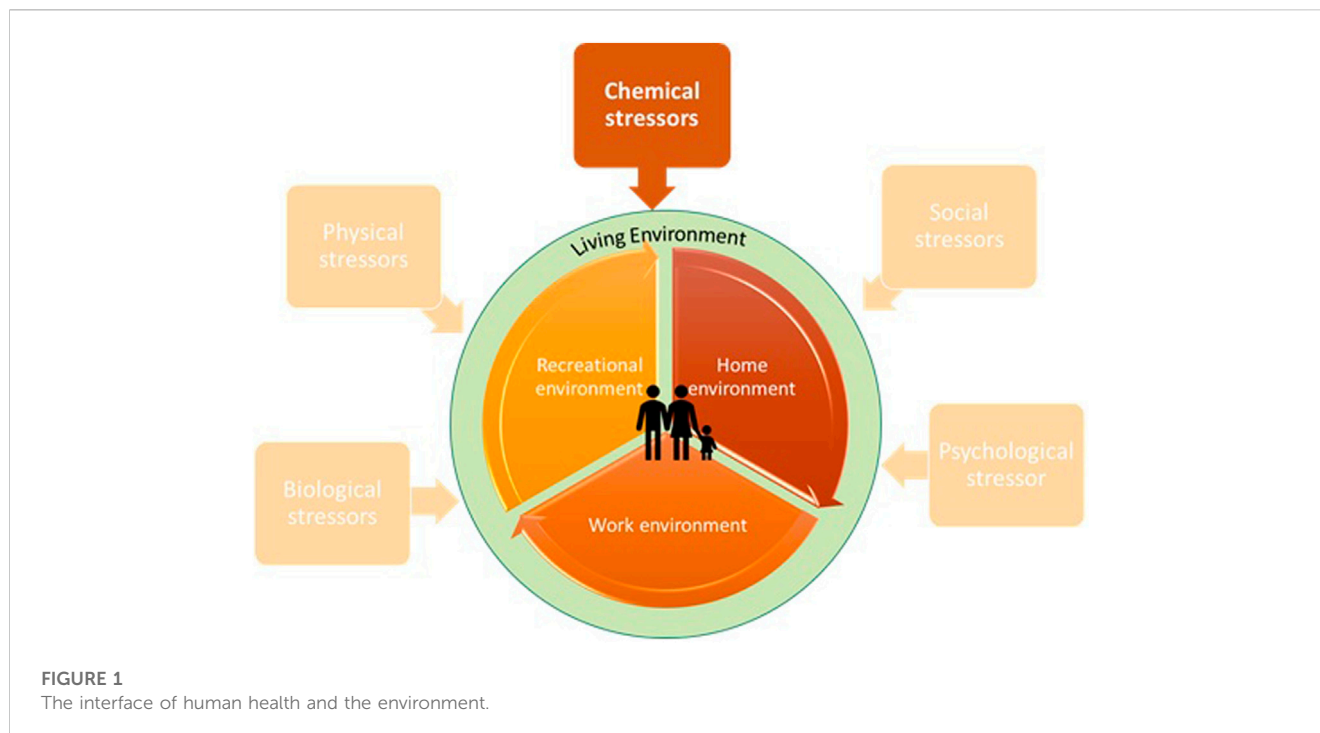 Chemical
stressors
Physical
stressors
Social
stressors
Living Environment
Recreational
environment
Home
environment
Biological
stressors
Psychological
stressor
Work environment
FIGURE 1
The interface of human health and the environment.